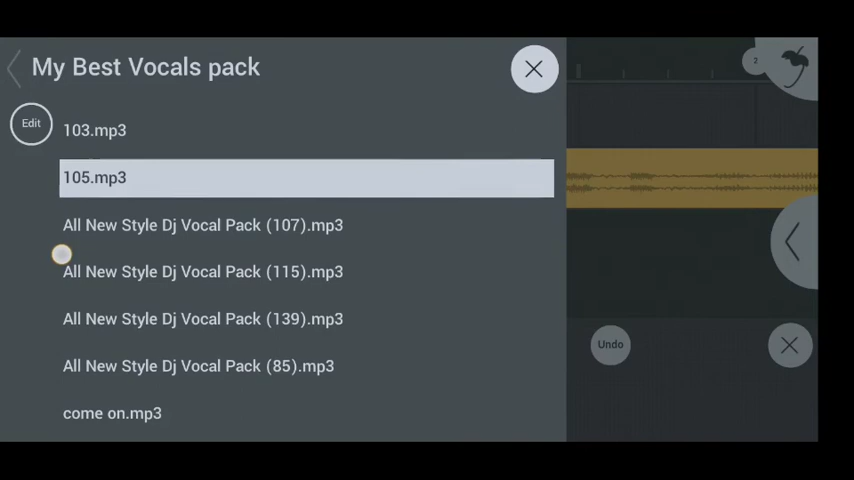 My Best Vocals pack
2
Edit
103.mp3
105.mp3
All New Style Dj Vocal Pack (107).mp3
All New Style Dj Vocal Pack (115).mp3
All New Style Dj Vocal Pack (139).mp3
Undo
All New Style Dj Vocal Pack (85).mp3
come on.mp3